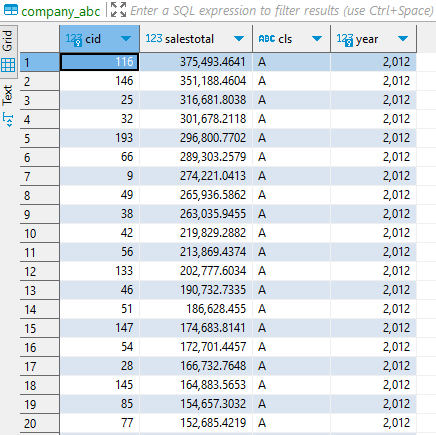 company_abc Enter a SQL expression to filter results (use Ctrl+Space)
Grid
Text
123 cid 123 salestotal ABC cls 123 year
1 116 375,493.4641 A 2,012
2 146 351,188.4604 A 2,012
3 25 316,681.8038 A 2,012
4 32 301,678.2118 A 2,012
5 193 296,800.7702 A 2,012
6 66 289,303.2579 A 2,012
7 9 274,221.0413 A 2,012
8 49 265,936.5862 A 2,012
9 38 263,035.9455 A 2,012
10 42 219,829.2882 A 2,012
11 56 213,869.4374 A 2,012
12 133 202,777.6034 A 2,012
13 46 190,732.7335 A 2,012
14 51 186,628.455 A 2,012
15 147 174,683.8141 A 2,012
16 54 172,701.4457 A 2,012
17 28 166,732.7648 A 2,012
18 145 164,883.5653 A 2,012
19 85 154,657.3032 A 2,012
20 77 152,685.4219 A 2,012